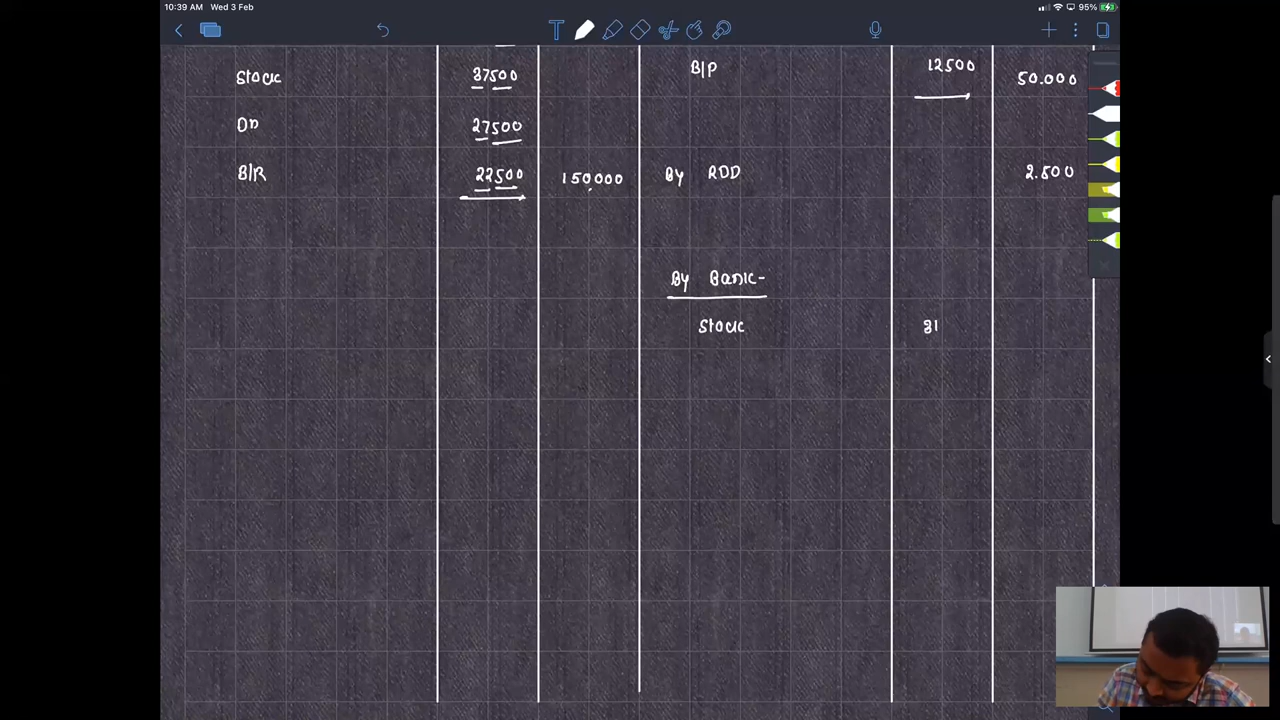 10:39 AM Wed 3 Feb
95%
T
Stock 37500
B/P 12500 50.000
Dr 27500
B/R 22500 150000
By RDD 2.500
By Bank-
Stock 31